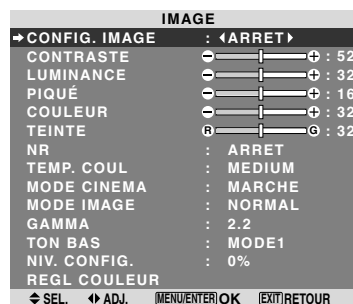 IMAGE
CONFIG. IMAGE : ARRET
CONTRASTE : 52
LUMINANCE : 32
PIQUÉ : 16
COULEUR : 32
TEINTE R G : 32
NR : ARRET
TEMP. COUL : MEDIUM
MODE CINEMA : MARCHE
MODE IMAGE : NORMAL
GAMMA : 2.2
TON BAS : MODE1
NIV. CONFIG. : 0%
REGL COULEUR
SEL. ADJ. MENU/ENTER OK EXIT RETOUR